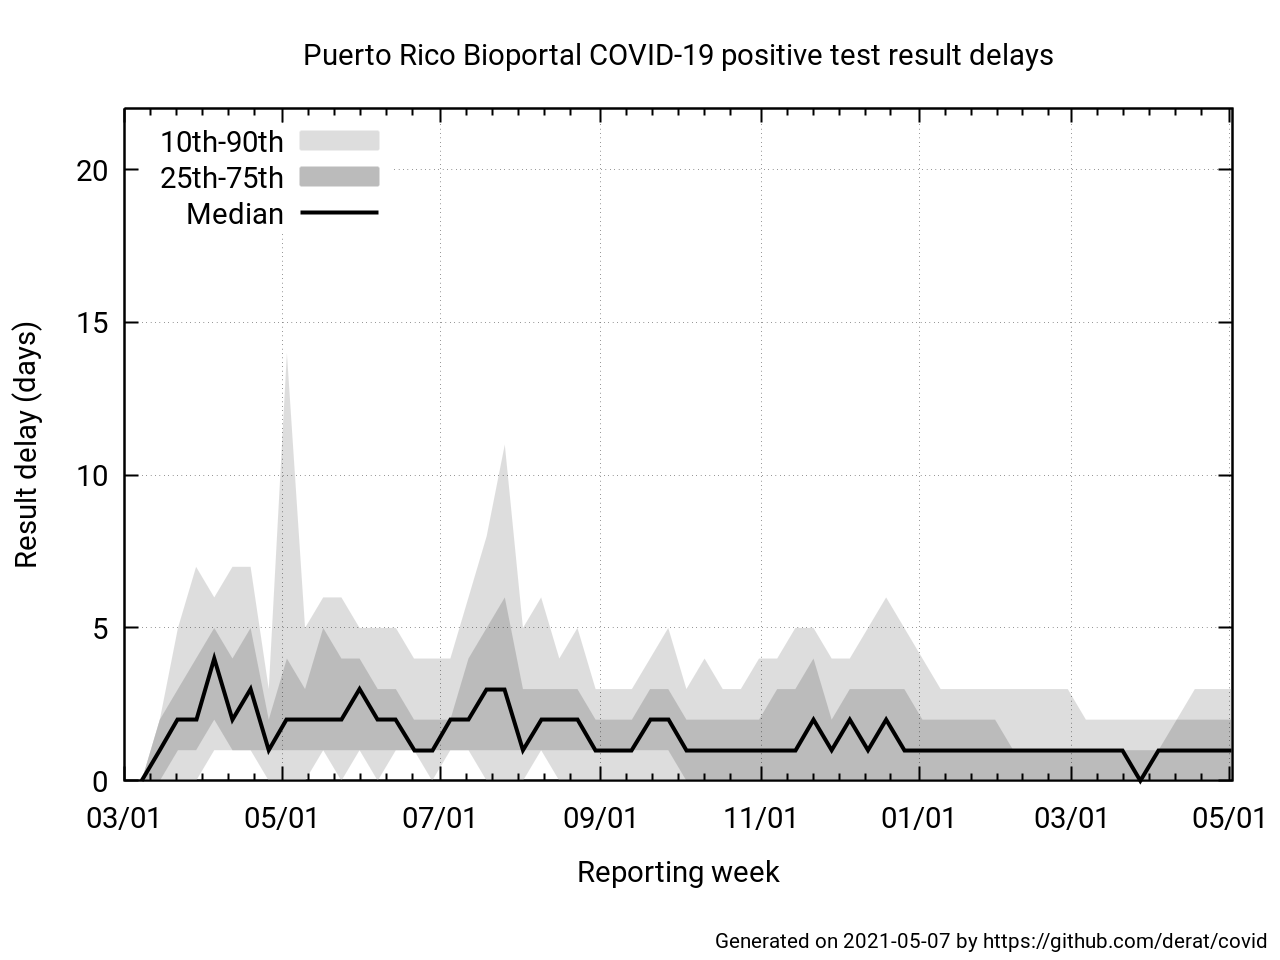 Puerto Rico Bioportal COVID-19 positive test result delays
10th-90th
25th-75th
Median
20
15
10
5
0
Result delay (days)
03/01 05/01 07/01 09/01 11/01 01/01 03/01 05/01
Reporting week
Generated on 2021-05-07 by https://github.com/derat/covid